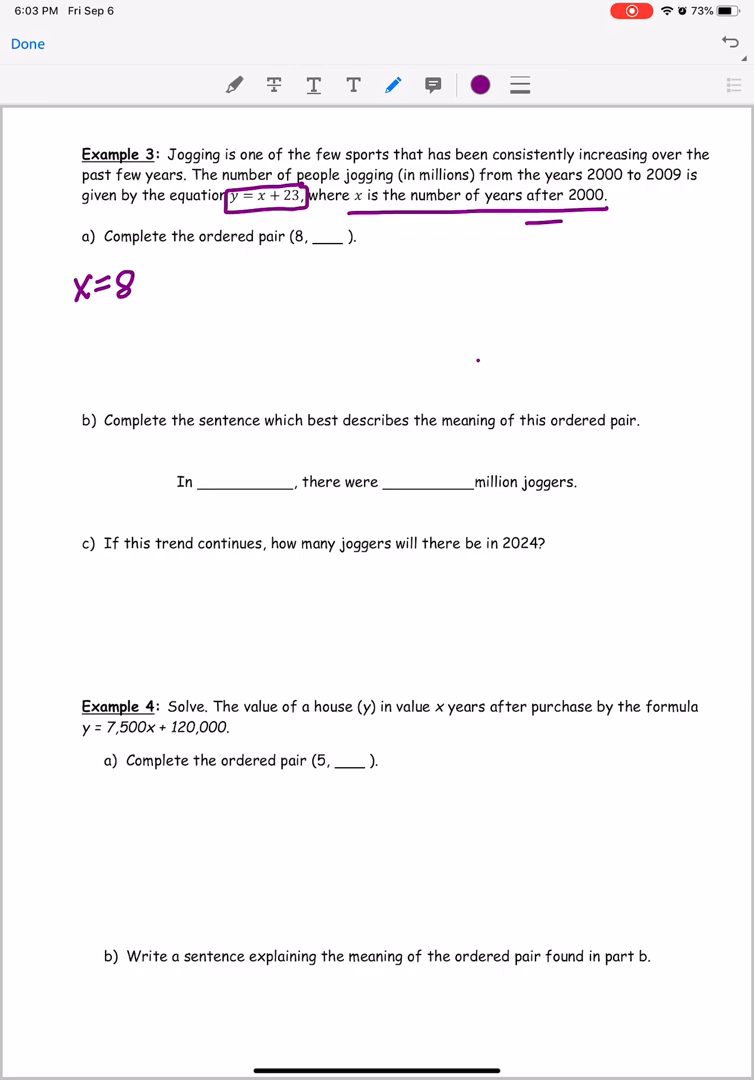 6:03 PM Fri Sep 6 73%
Done
Example 3: Jogging is one of the few sports that has been consistently increasing over the
past few years. The number of people jogging (in millions) from the years 2000 to 2009 is
given by the equation y = x + 23, where x is the number of years after 2000.
a) Complete the ordered pair (8, ____ ).
x=8
b) Complete the sentence which best describes the meaning of this ordered pair.
In ____________, there were ___________million joggers.
c) If this trend continues, how many joggers will there be in 2024?
Example 4: Solve. The value of a house (y) in value x years after purchase by the formula
y = 7,500x + 120,000.
a) Complete the ordered pair (5, ____ ).
b) Write a sentence explaining the meaning of the ordered pair found in part b.